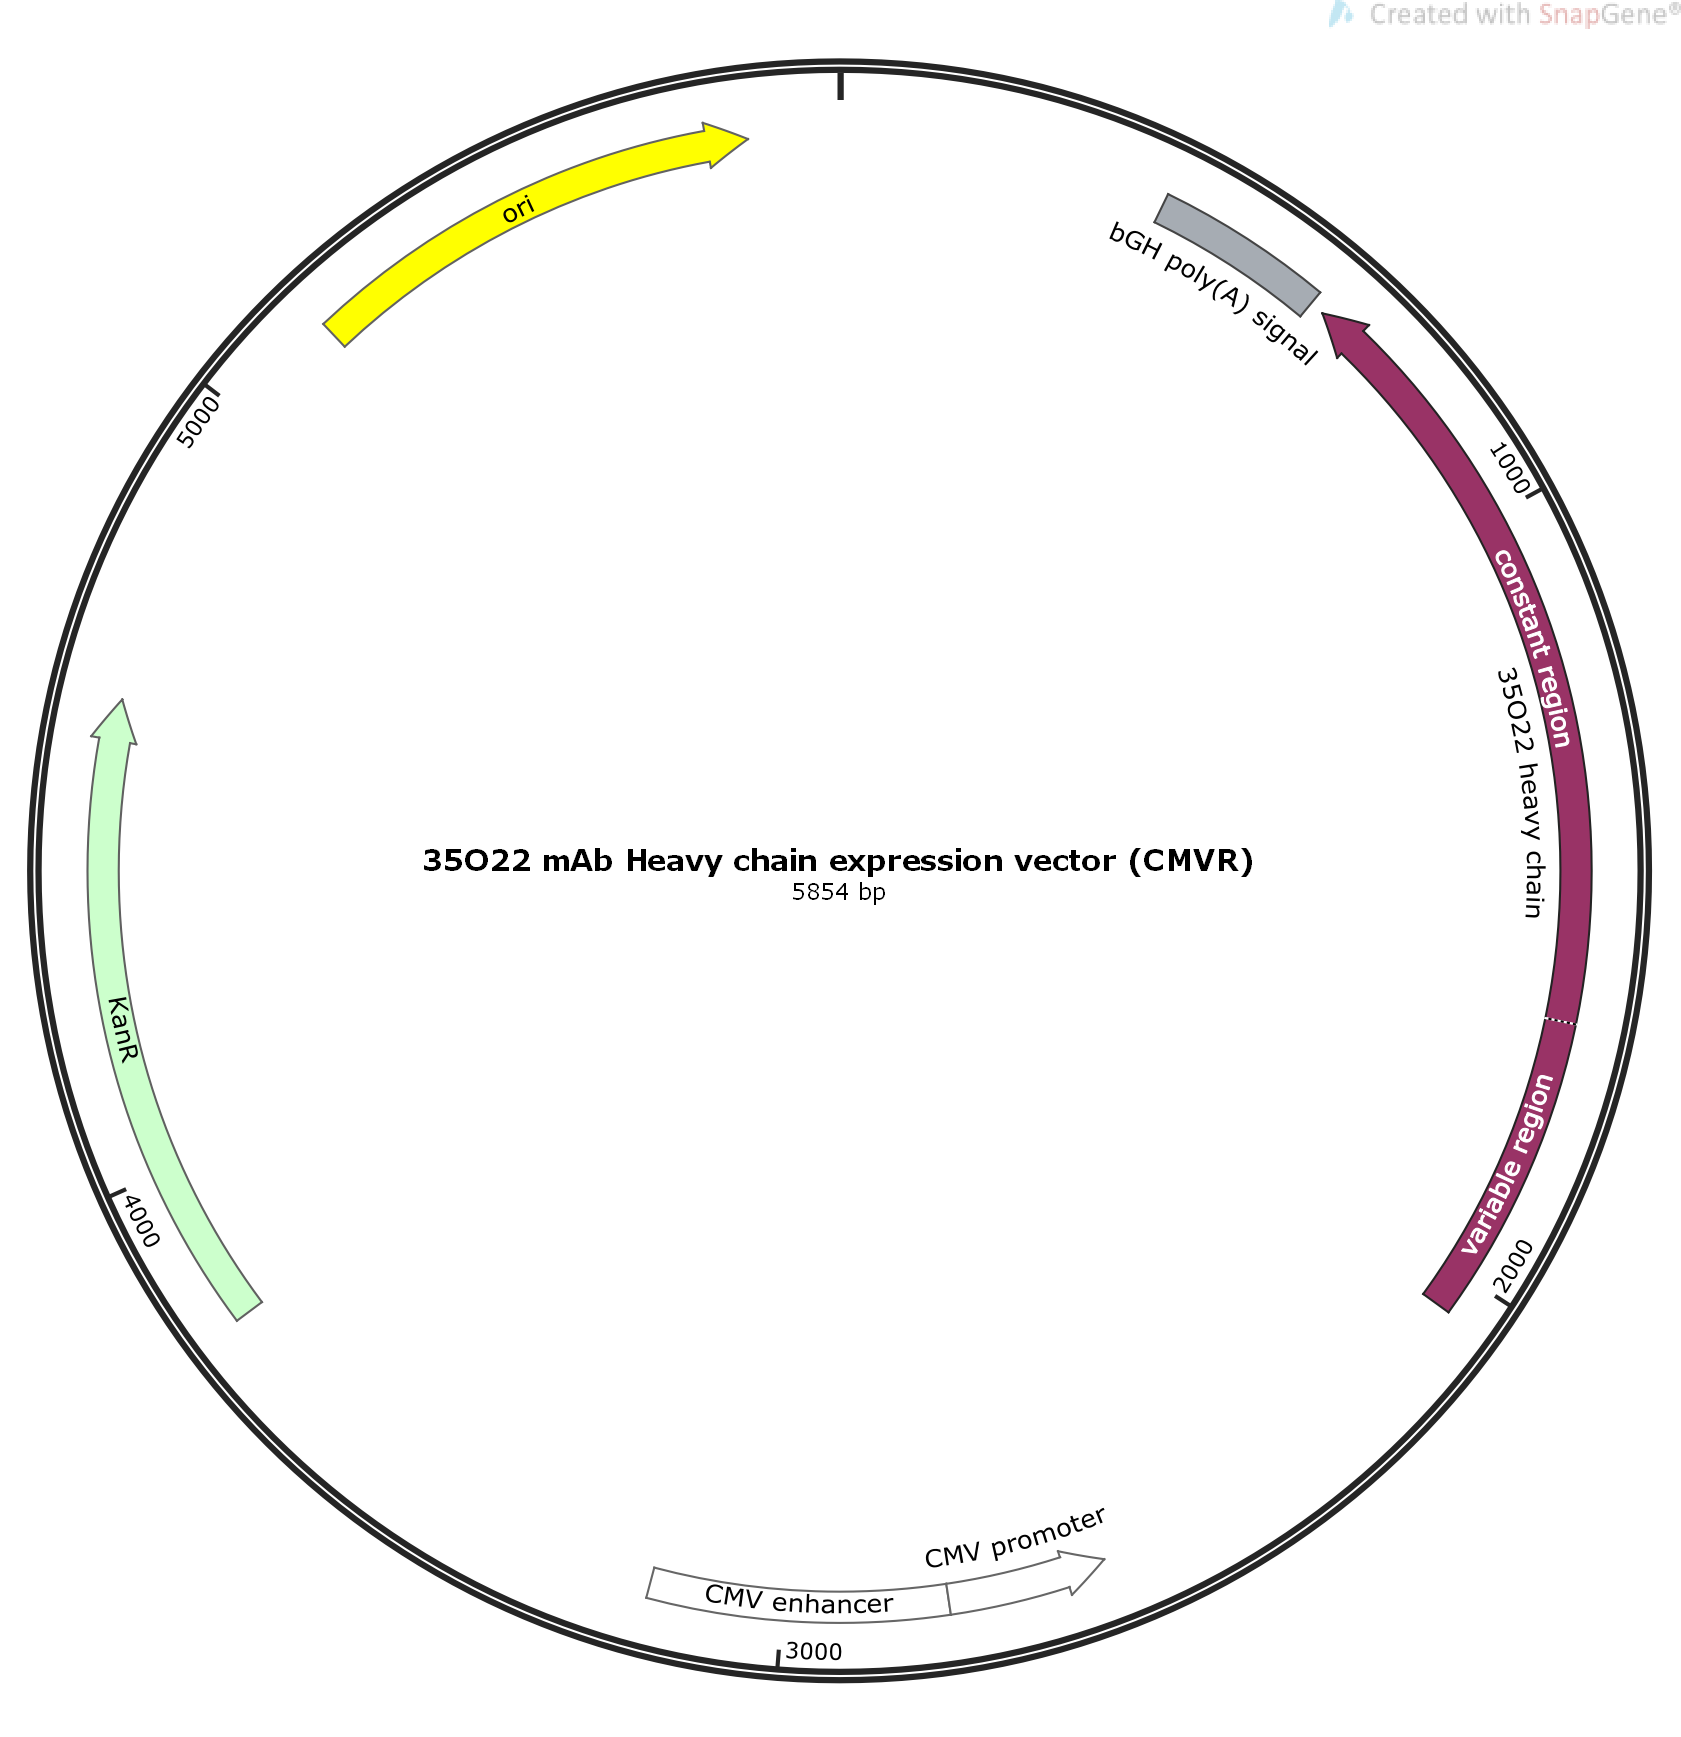 Created with SnapGene®
ori
bGH poly(A) signal
5000
1000
constant region
35O22 heavy chain
35O22 mAb Heavy chain expression vector (CMVR)
5854 bp
KanR
variable region
4000
2000
CMV promoter
CMV enhancer
3000